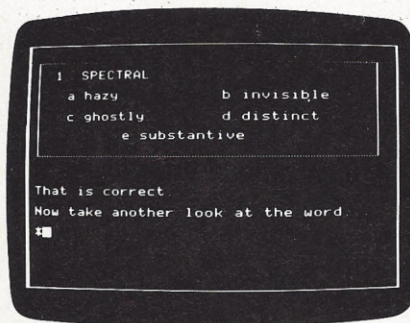 1 SPECTRAL
a hazy b invisible
c ghostly d distinct
e substantive
That is correct.
Now take another look at the word.